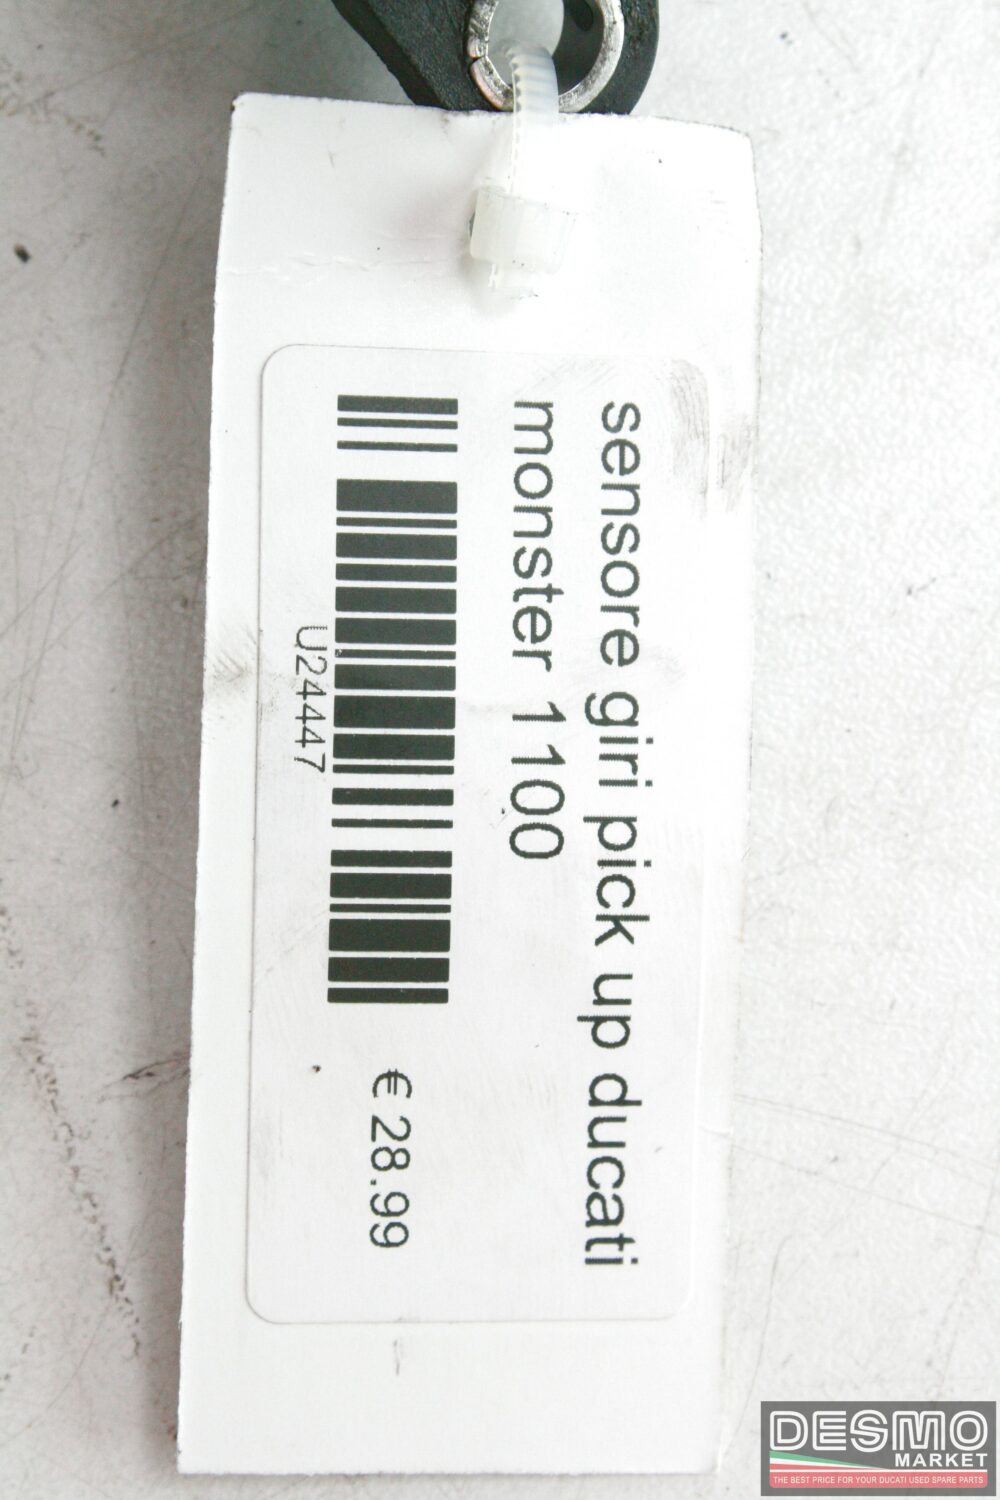 sensore giri pick up ducati
monster 1100
U24447
€ 28.99
DESMO
MARKET
THE BEST PRICE FOR YOUR DUCATI USED SPARE PARTS